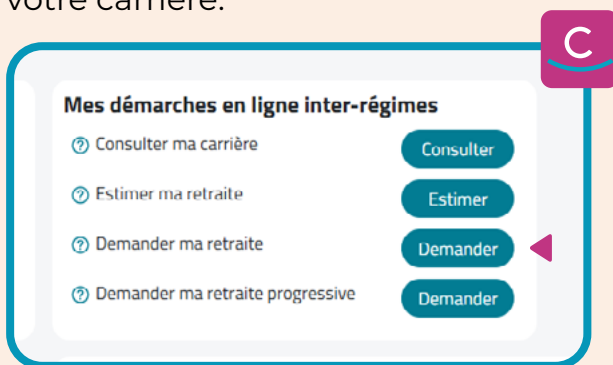 votre carrière.
C
Mes démarches en ligne inter-régimes
? Consulter ma carrière Consulter
? Estimer ma retraite Estimer
? Demander ma retraite Demander
? Demander ma retraite progressive Demander